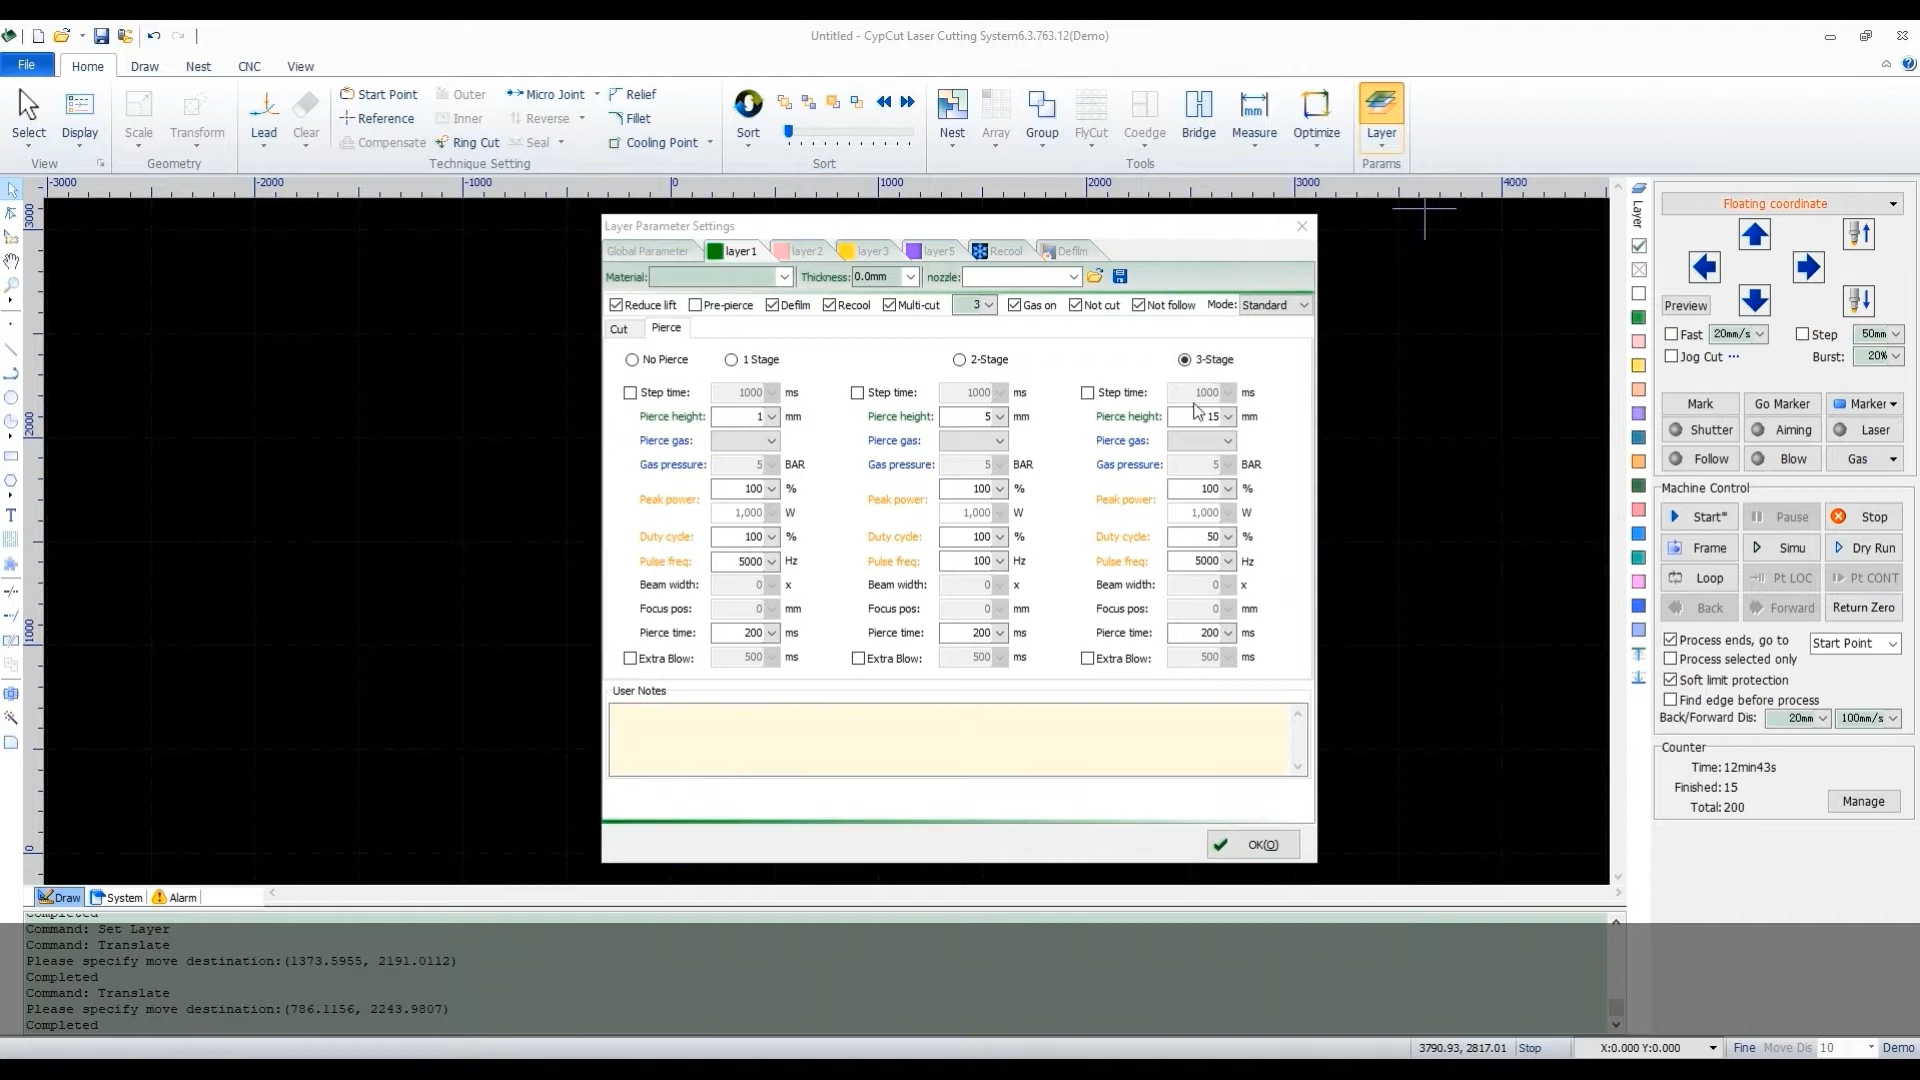 Untitled - CypCut Laser Cutting System6.3.763.12(Demo)
File Home Draw Nest CNC View
Select Display Scale Transform Lead Clear
Start Point Outer Micro Joint Relief
Reference Inner Reverse Fillet
Compensate Ring Cut Seal Cooling Point
Sort Nest Array Group FlyCut Coedge Bridge Measure Optimize Layer
View Geometry Technique Setting Sort Tools Params
-3000 -2000 -1000 0 1000 2000 3000 4000
3000
2000
1000
0
Layer Parameter Settings
Global Parameter layer1 layer2 layer3 layer5 Recool Defilm
Material: Thickness: 0.0mm nozzle:
Reduce lift Pre-pierce Defilm Recool Multi-cut 3 Gas on Not cut Not follow Mode: Standard
Cut Pierce
No Pierce 1 Stage 2-Stage 3-Stage
Step time: 1000 ms Step time: 1000 ms Step time: 1000 ms
Pierce height: 1 mm Pierce height: 5 mm Pierce height: 15 mm
Pierce gas: Pierce gas: Pierce gas:
Gas pressure: 5 BAR Gas pressure: 5 BAR Gas pressure: 5 BAR
Peak power: 100 % Peak power: 100 % Peak power: 100 %
1,000 W 1,000 W 1,000 W
Duty cycle: 100 % Duty cycle: 100 % Duty cycle: 50 %
Pulse freq: 5000 Hz Pulse freq: 100 Hz Pulse freq: 5000 Hz
Beam width: 0 x Beam width: 0 x Beam width: 0 x
Focus pos: 0 mm Focus pos: 0 mm Focus pos: 0 mm
Pierce time: 200 ms Pierce time: 200 ms Pierce time: 200 ms
Extra Blow: 500 ms Extra Blow: 500 ms Extra Blow: 500 ms
User Notes
OK(O)
Layer
Floating coordinate
Preview
Fast 20mm/s Step 50mm
Jog Cut ... Burst: 20%
Mark Go Marker Marker
Shutter Aiming Laser
Follow Blow Gas
Machine Control
Start* Pause Stop
Frame Simu Dry Run
Loop Pt LOC Pt CONT
Back Forward Return Zero
Process ends, go to Start Point
Process selected only
Soft limit protection
Find edge before process
Back/Forward Dis: 20mm 100mm/s
Counter
Time: 12min43s
Finished: 15
Total: 200
Manage
Draw System Alarm
Completed
Command: Set Layer
Command: Translate
Please specify move destination:(1373.5955, 2191.0112)
Completed
Command: Translate
Please specify move destination:(786.1156, 2243.9807)
Completed
3790.93, 2817.01 Stop X:0.000 Y:0.000 Fine Move Dis 10 Demo